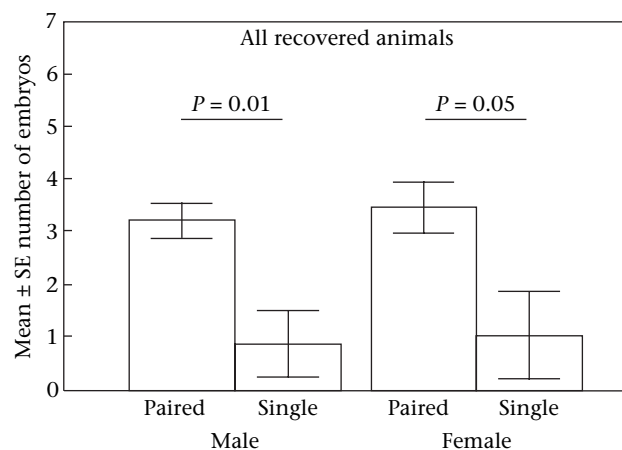 All recovered animals
P = 0.01
P = 0.05
Mean ± SE number of embryos
7
6
5
4
3
2
1
0
Paired Single Paired Single
Male Female